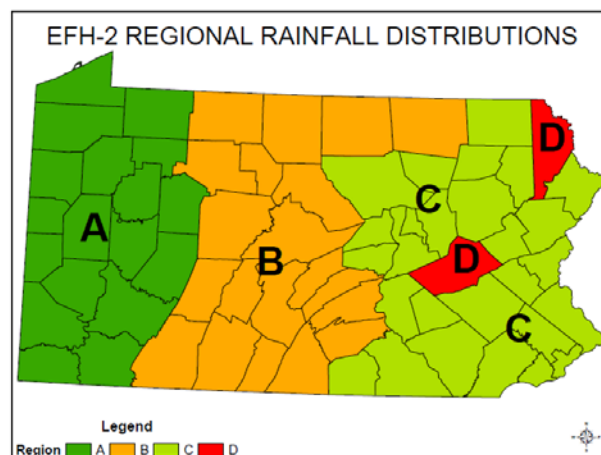 EFH-2 REGIONAL RAINFALL DISTRIBUTIONS
D
C
A
B
D
C
Legend
Region A B C D